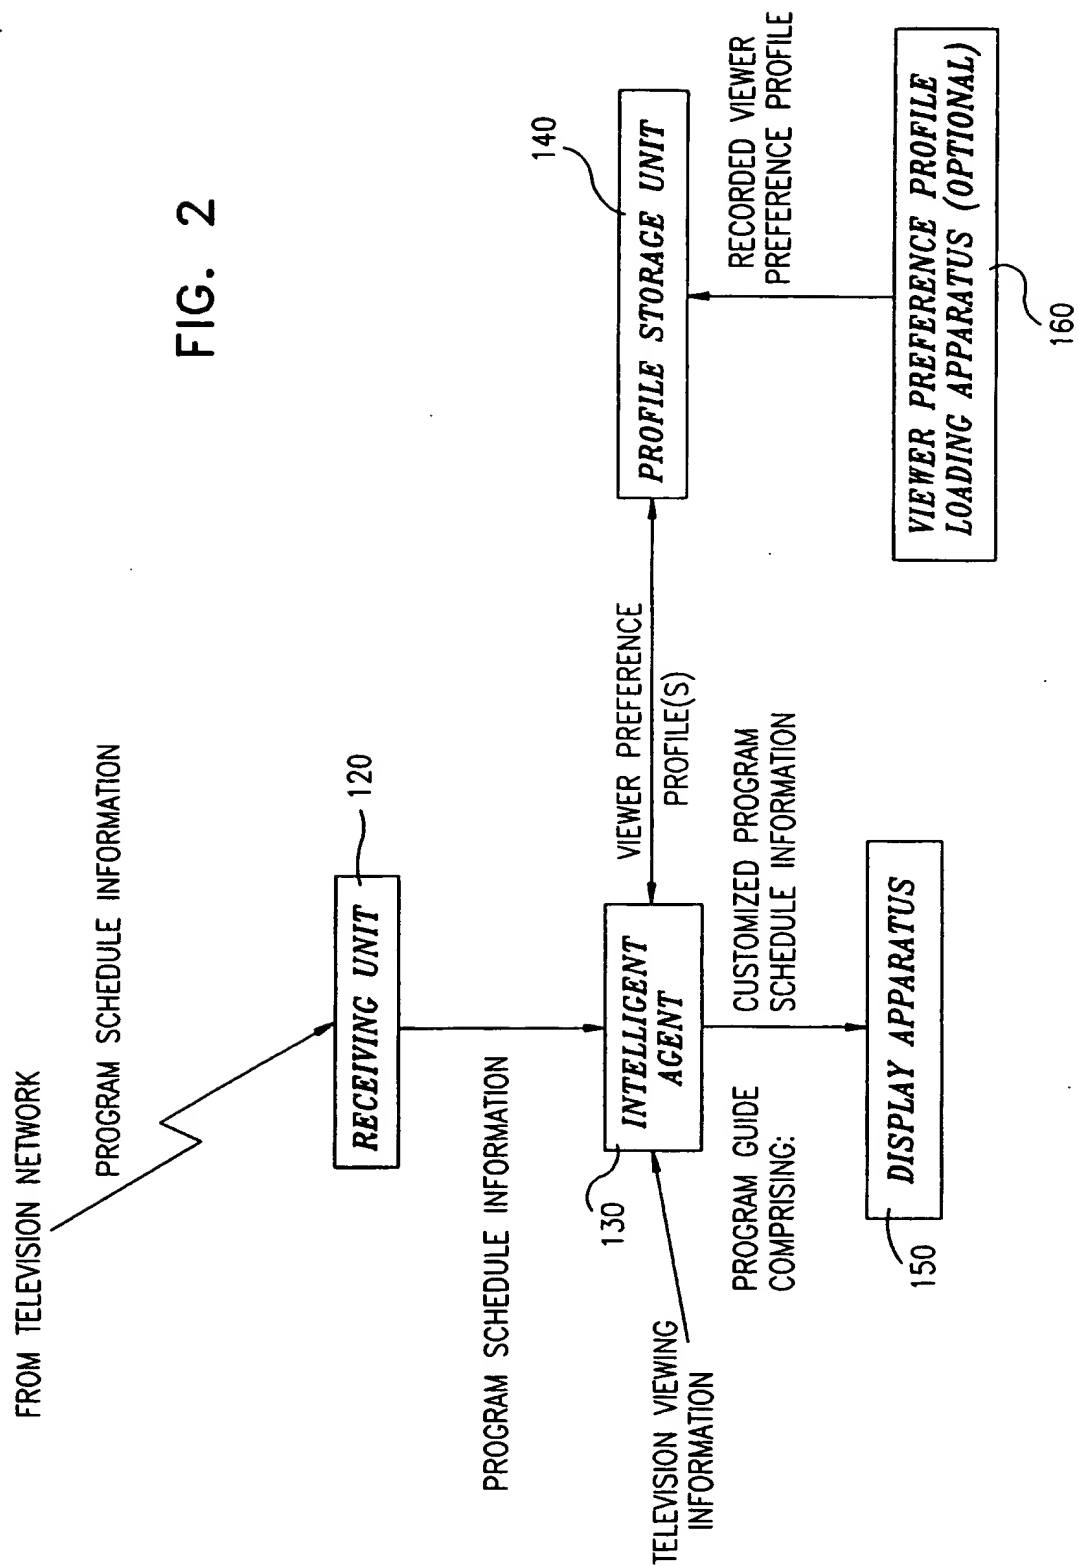 FIG. 2
FROM TELEVISION NETWORK
PROGRAM SCHEDULE INFORMATION
RECEIVING UNIT
120
PROGRAM SCHEDULE INFORMATION
TELEVISION VIEWING
INFORMATION
130
INTELLIGENT
AGENT
VIEWER PREFERENCE
PROFILE(S)
140
PROFILE STORAGE UNIT
PROGRAM GUIDE
COMPRISING:
CUSTOMIZED PROGRAM
SCHEDULE INFORMATION
RECORDED VIEWER
PREFERENCE PROFILE
150
DISPLAY APPARATUS
VIEWER PREFERENCE PROFILE
LOADING APPARATUS (OPTIONAL)
160